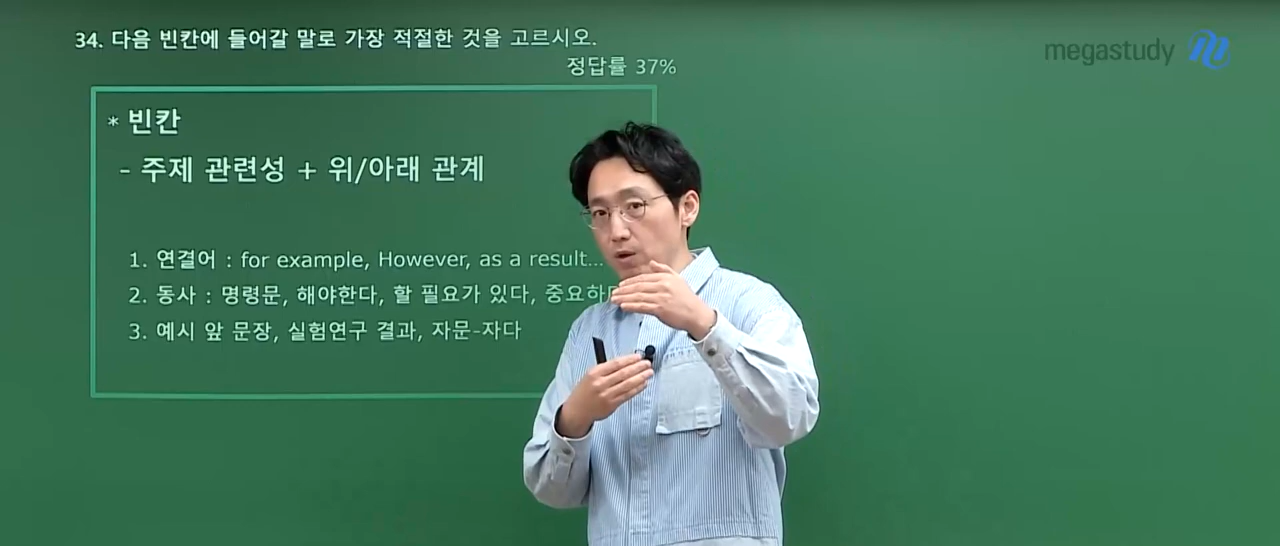 34. 다음 빈칸에 들어갈 말로 가장 적절한 것을 고르시오.
정답률 37%
megastudy
* 빈칸
- 주제 관련성 + 위/아래 관계
1. 연결어 : for example, However, as a result...
2. 동사 : 명령문, 해야한다, 할 필요가 있다, 중요하다
3. 예시 앞 문장, 실험연구 결과, 자문-자다